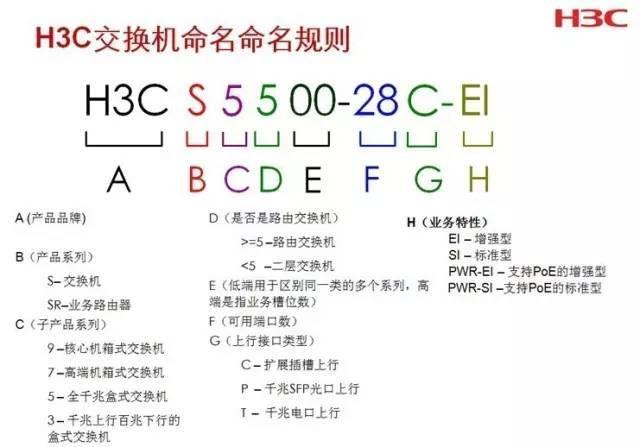 H3C交换机命名命名规则
H3C
H3C S 5 5 00-28 C-EI
A B C D E F G H
A (产品品牌)
B（产品系列）
S– 交换机
SR–业务路由器
C（子产品系列）
9 –核心机箱式交换机
7 –高端机箱式交换机
5 –全千兆盒式交换机
3 – 千兆上行百兆下行的
盒式交换机
D（是否是路由交换机）
>=5 –路由交换机
<5 –二层交换机
E（低端用于区别同一类的多个系列，高
端是指业务槽位数）
F（可用端口数）
G（上行接口类型）
C – 扩展插槽上行
P – 千兆SFP光口上行
T – 千兆电口上行
H（业务特性）
EI – 增强型
SI – 标准型
PWR-EI – 支持PoE的增强型
PWR-SI – 支持PoE的标准型